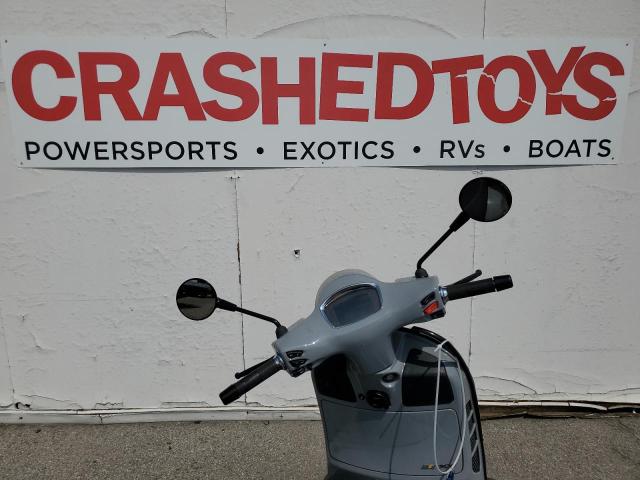 CRASHEDTOYS
POWERSPORTS • EXOTICS • RVs • BOATS